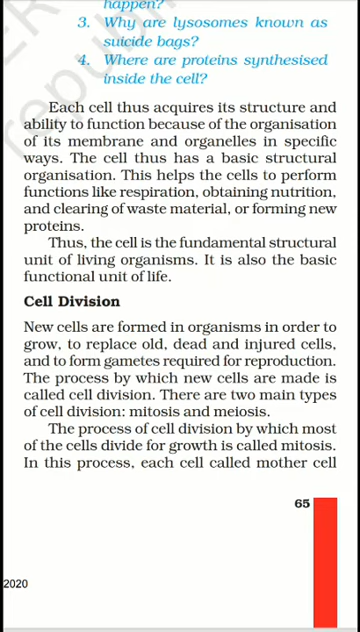 happen?
3. Why are lysosomes known as
suicide bags?
4. Where are proteins synthesised
inside the cell?
Each cell thus acquires its structure and
ability to function because of the organisation
of its membrane and organelles in specific
ways. The cell thus has a basic structural
organisation. This helps the cells to perform
functions like respiration, obtaining nutrition,
and clearing of waste material, or forming new
proteins.
Thus, the cell is the fundamental structural
unit of living organisms. It is also the basic
functional unit of life.
Cell Division
New cells are formed in organisms in order to
grow, to replace old, dead and injured cells,
and to form gametes required for reproduction.
The process by which new cells are made is
called cell division. There are two main types
of cell division: mitosis and meiosis.
The process of cell division by which most
of the cells divide for growth is called mitosis.
In this process, each cell called mother cell
65
2020